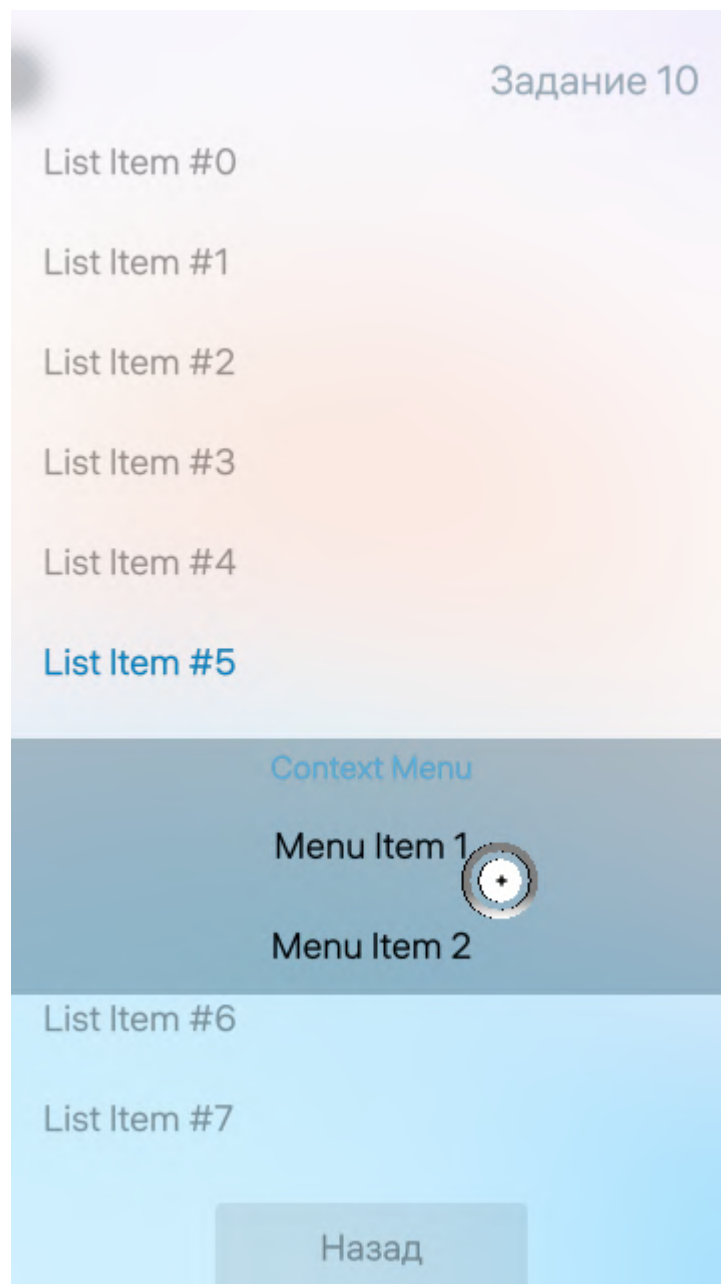 Задание 10
List Item #0
List Item #1
List Item #2
List Item #3
List Item #4
List Item #5
Context Menu
Menu Item 1
Menu Item 2
List Item #6
List Item #7
Назад